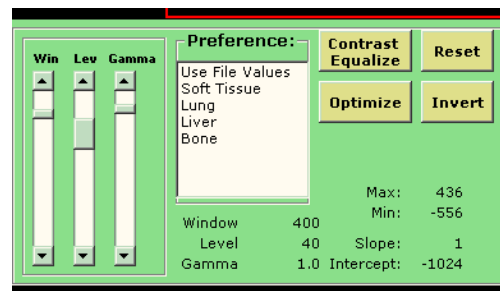 Win Lev Gamma
Preference:
Use File Values
Soft Tissue
Lung
Liver
Bone
Contrast
Equalize
Reset
Optimize
Invert
Window 400
Level 40
Gamma 1.0
Max: 436
Min: -556
Slope: 1
Intercept: -1024